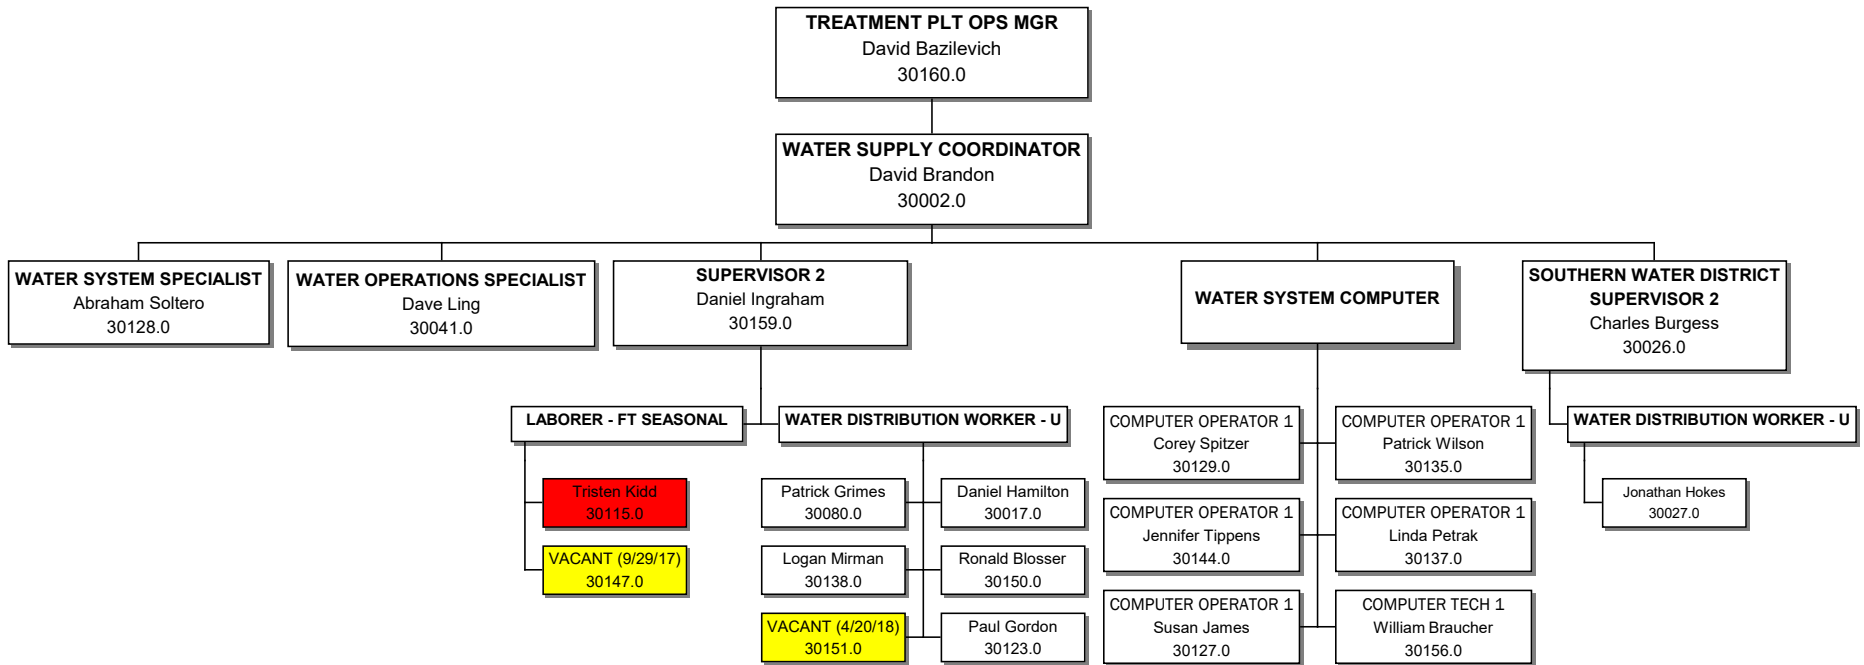 TREATMENT PLT OPS MGR
David Bazilevich
30160.0
WATER SUPPLY COORDINATOR
David Brandon
30002.0
WATER SYSTEM SPECIALIST
Abraham Soltero
30128.0
WATER OPERATIONS SPECIALIST
Dave Ling
30041.0
SUPERVISOR 2
Daniel Ingraham
30159.0
WATER SYSTEM COMPUTER
SOUTHERN WATER DISTRICT
SUPERVISOR 2
Charles Burgess
30026.0
LABORER - FT SEASONAL
Tristen Kidd
30115.0
VACANT (9/29/17)
30147.0
WATER DISTRIBUTION WORKER - U
Patrick Grimes
30080.0
Daniel Hamilton
30017.0
Logan Mirman
30138.0
Ronald Blosser
30150.0
VACANT (4/20/18)
30151.0
Paul Gordon
30123.0
COMPUTER OPERATOR 1
Corey Spitzer
30129.0
COMPUTER OPERATOR 1
Patrick Wilson
30135.0
COMPUTER OPERATOR 1
Jennifer Tippens
30144.0
COMPUTER OPERATOR 1
Linda Petrak
30137.0
COMPUTER OPERATOR 1
Susan James
30127.0
COMPUTER TECH 1
William Braucher
30156.0
WATER DISTRIBUTION WORKER - U
Jonathan Hokes
30027.0